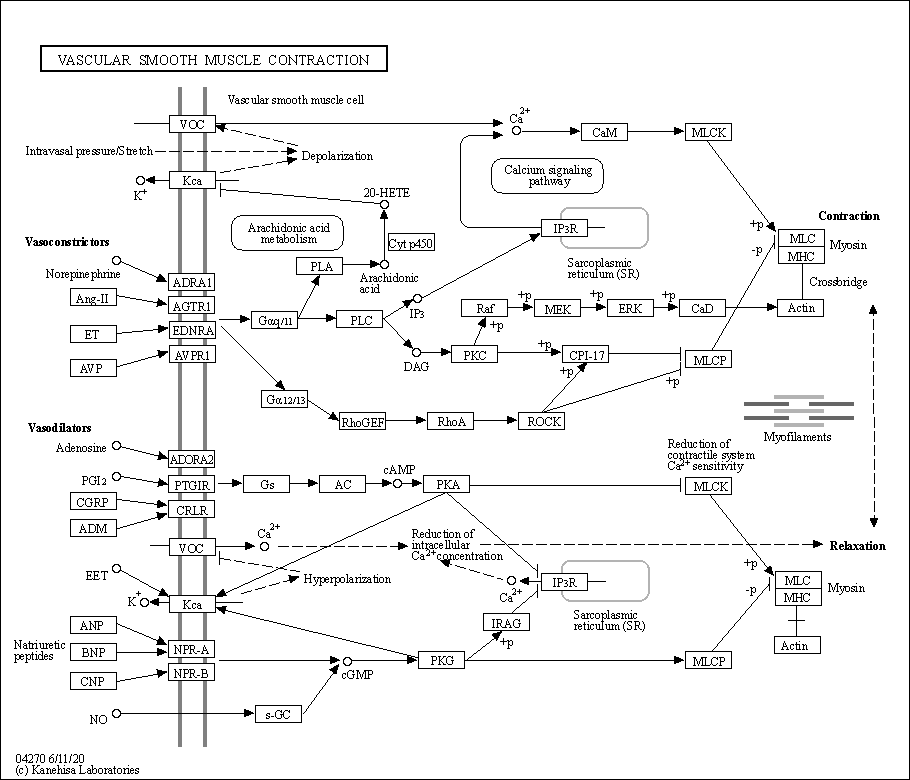 VASCULAR SMOOTH MUSCLE CONTRACTION
Vascular smooth muscle cell
VOC
Ca2+
CaM
MLCK
Intravasal pressure/Stretch
Depolarization
Kca
K+
20-HETE
Calcium signaling
pathway
Arachidonic acid
metabolism
Cyt p450
IP3R
Sarcoplasmic
reticulum (SR)
+p
-p
Contraction
MLC
MHC
Myosin
Crossbridge
Actin
Vasoconstrictors
Norepinephrine
PLA
Arachidonic
acid
ADRA1
Ang-II
AGTR1
ET
EDNRA
AVP
AVPR1
Gαq/11
PLC
IP3
DAG
Raf
+p
MEK
+p
ERK
+p
CaD
+p
PKC
+p
CPI-17
+p
MLCP
+p
Gα12/13
RhoGEF
RhoA
ROCK
Myofilaments
Vasodilators
Adenosine
ADORA2
PGI2
PTGIR
CGRP
ADM
CRLR
Gs
AC
cAMP
PKA
Reduction of
contractile system
Ca2+ sensitivity
MLCK
VOC
Ca2+
Reduction of
intracellular
Ca2+concentration
Relaxation
EET
Hyperpolarization
K+
Kca
Ca2+
IP3R
Sarcoplasmic
reticulum (SR)
+p
-p
MLC
MHC
Myosin
Actin
IRAG
+p
Natriuretic
peptides
ANP
BNP
CNP
NPR-A
NPR-B
cGMP
PKG
MLCP
NO
s-GC
04270 6/11/20
(c) Kanehisa Laboratories